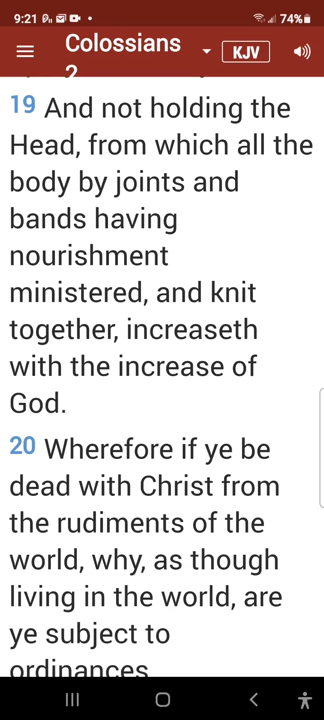 9:21
74%
Colossians
2
KJV
19 And not holding the
Head, from which all the
body by joints and
bands having
nourishment
ministered, and knit
together, increaseth
with the increase of
God.
20 Wherefore if ye be
dead with Christ from
the rudiments of the
world, why, as though
living in the world, are
ye subject to
ordinances